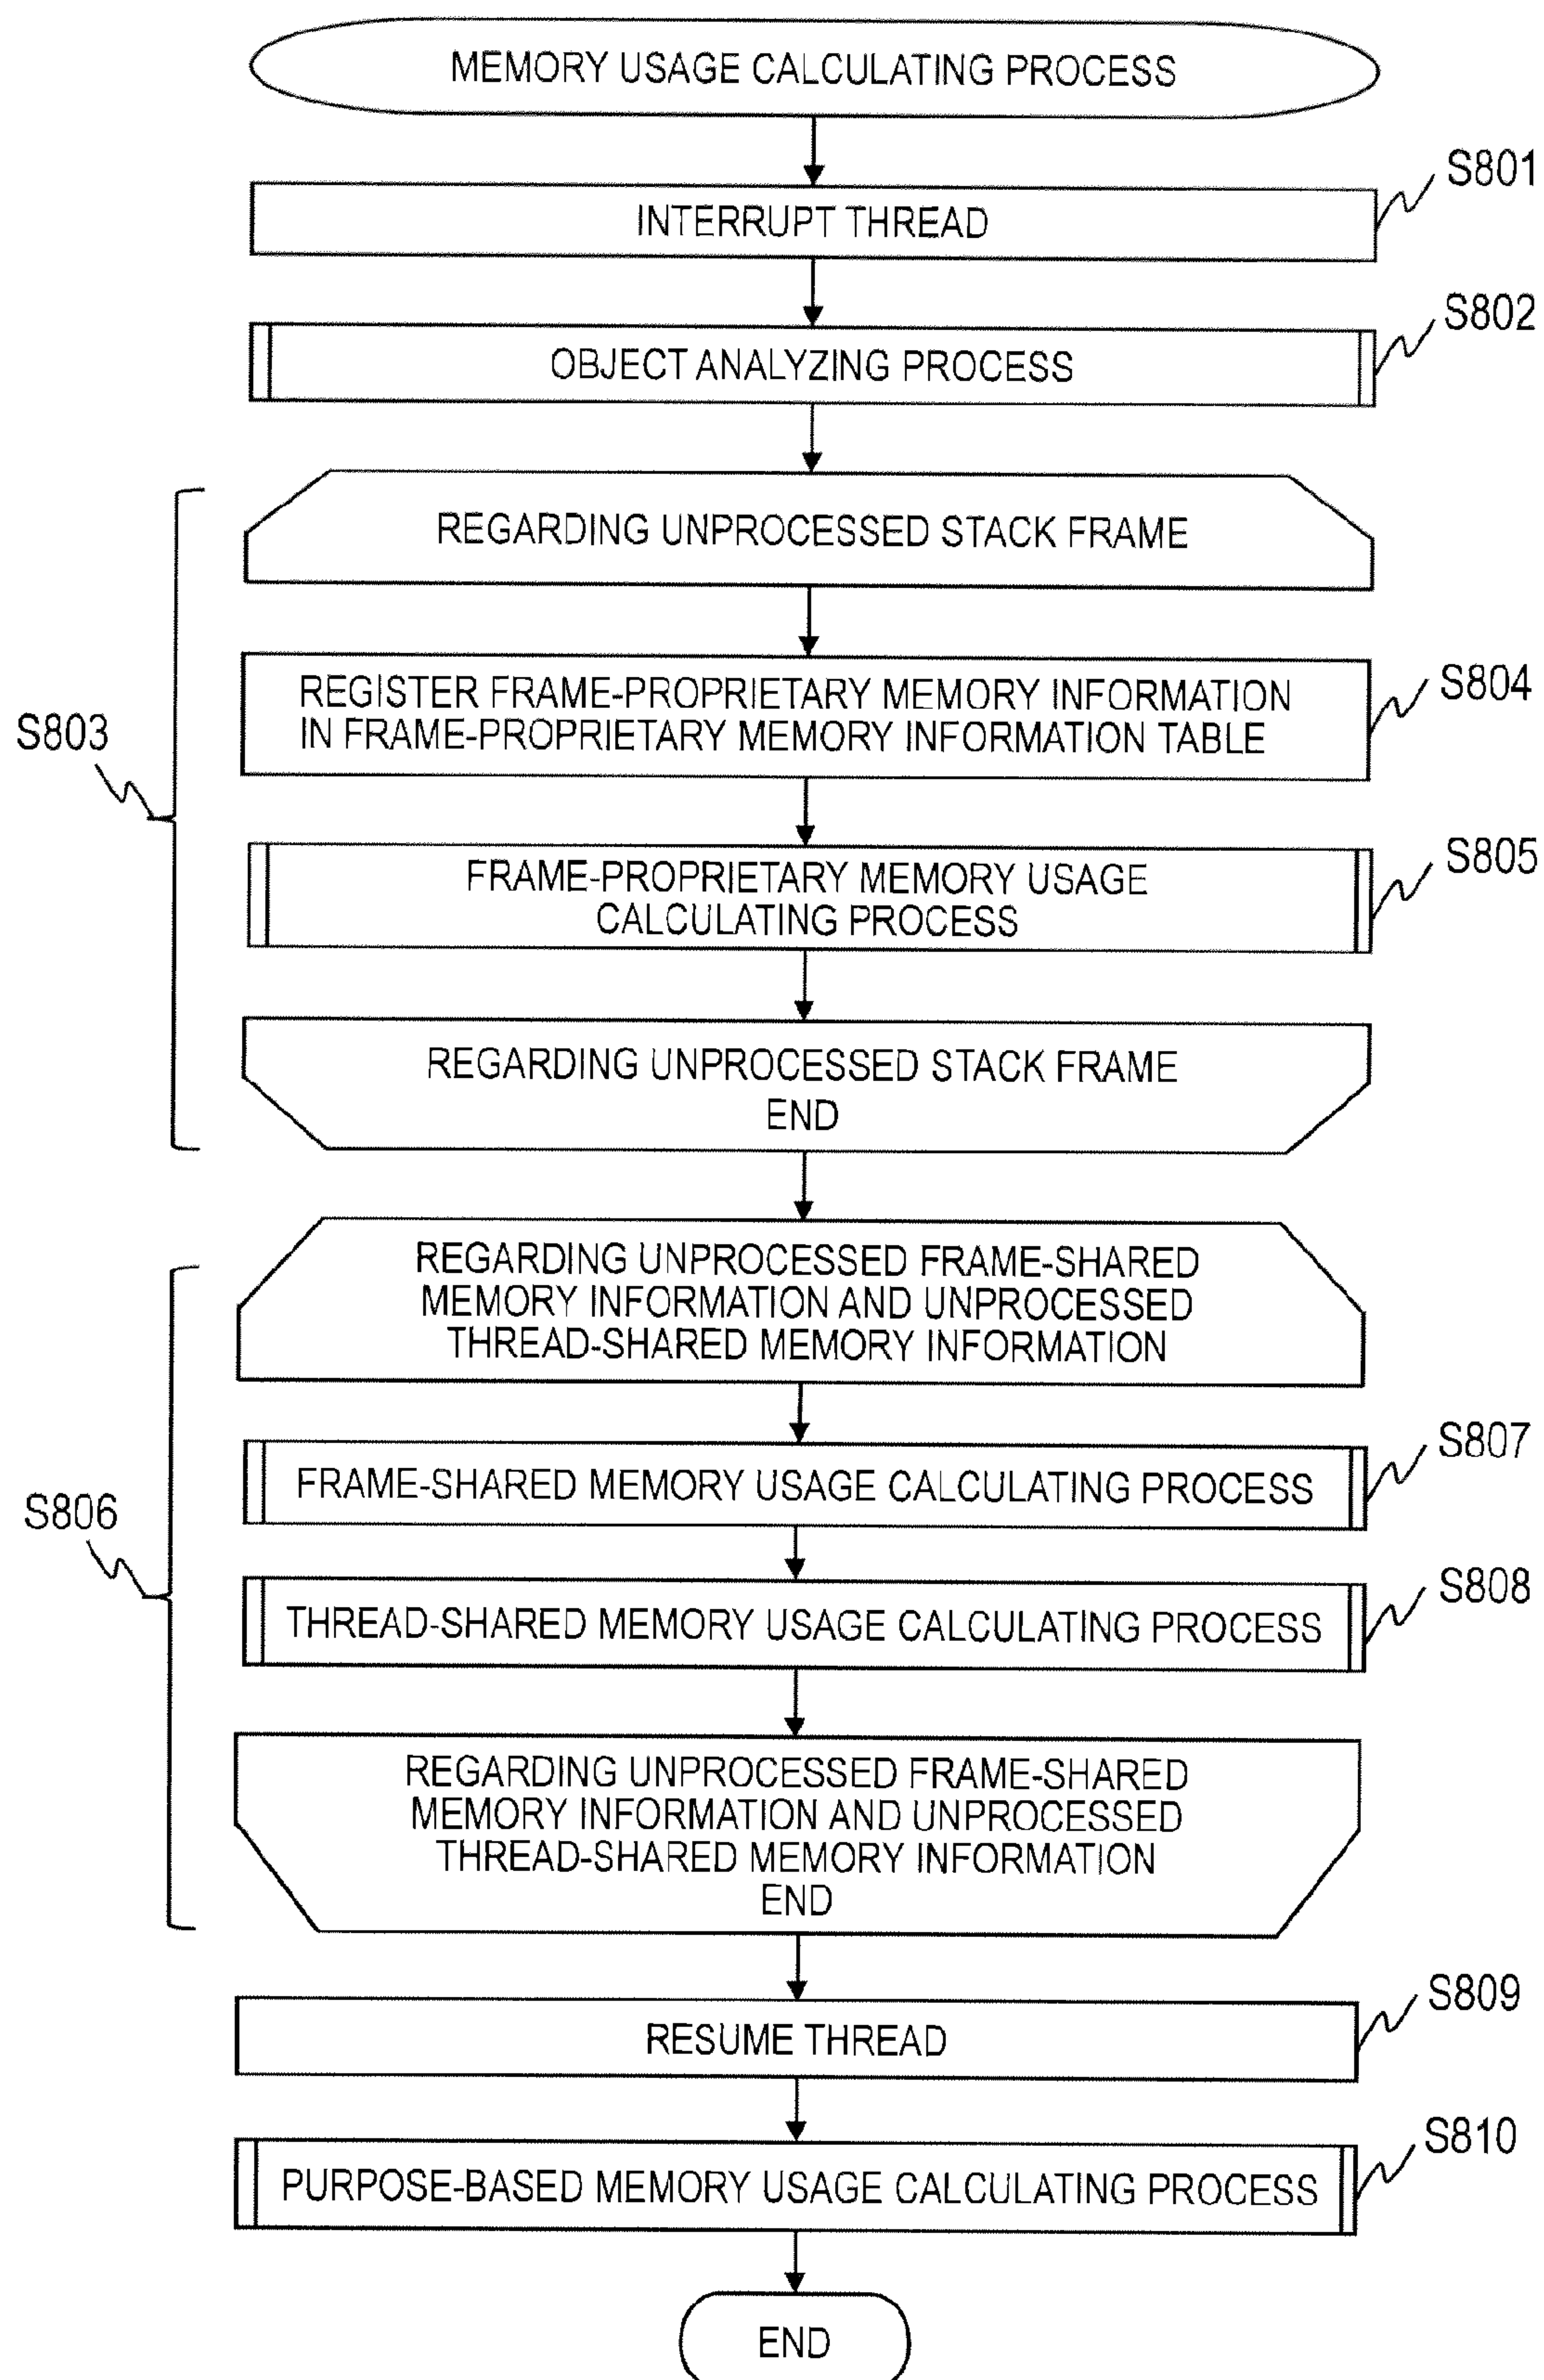 MEMORY USAGE CALCULATING PROCESS
S801
INTERRUPT THREAD
S802
OBJECT ANALYZING PROCESS
REGARDING UNPROCESSED STACK FRAME
S803
S804
REGISTER FRAME-PROPRIETARY MEMORY INFORMATION
IN FRAME-PROPRIETARY MEMORY INFORMATION TABLE
S805
FRAME-PROPRIETARY MEMORY USAGE
CALCULATING PROCESS
REGARDING UNPROCESSED STACK FRAME
END
REGARDING UNPROCESSED FRAME-SHARED
MEMORY INFORMATION AND UNPROCESSED
THREAD-SHARED MEMORY INFORMATION
S806
S807
FRAME-SHARED MEMORY USAGE CALCULATING PROCESS
S808
THREAD-SHARED MEMORY USAGE CALCULATING PROCESS
REGARDING UNPROCESSED FRAME-SHARED
MEMORY INFORMATION AND UNPROCESSED
THREAD-SHARED MEMORY INFORMATION
END
S809
RESUME THREAD
S810
PURPOSE-BASED MEMORY USAGE CALCULATING PROCESS
END